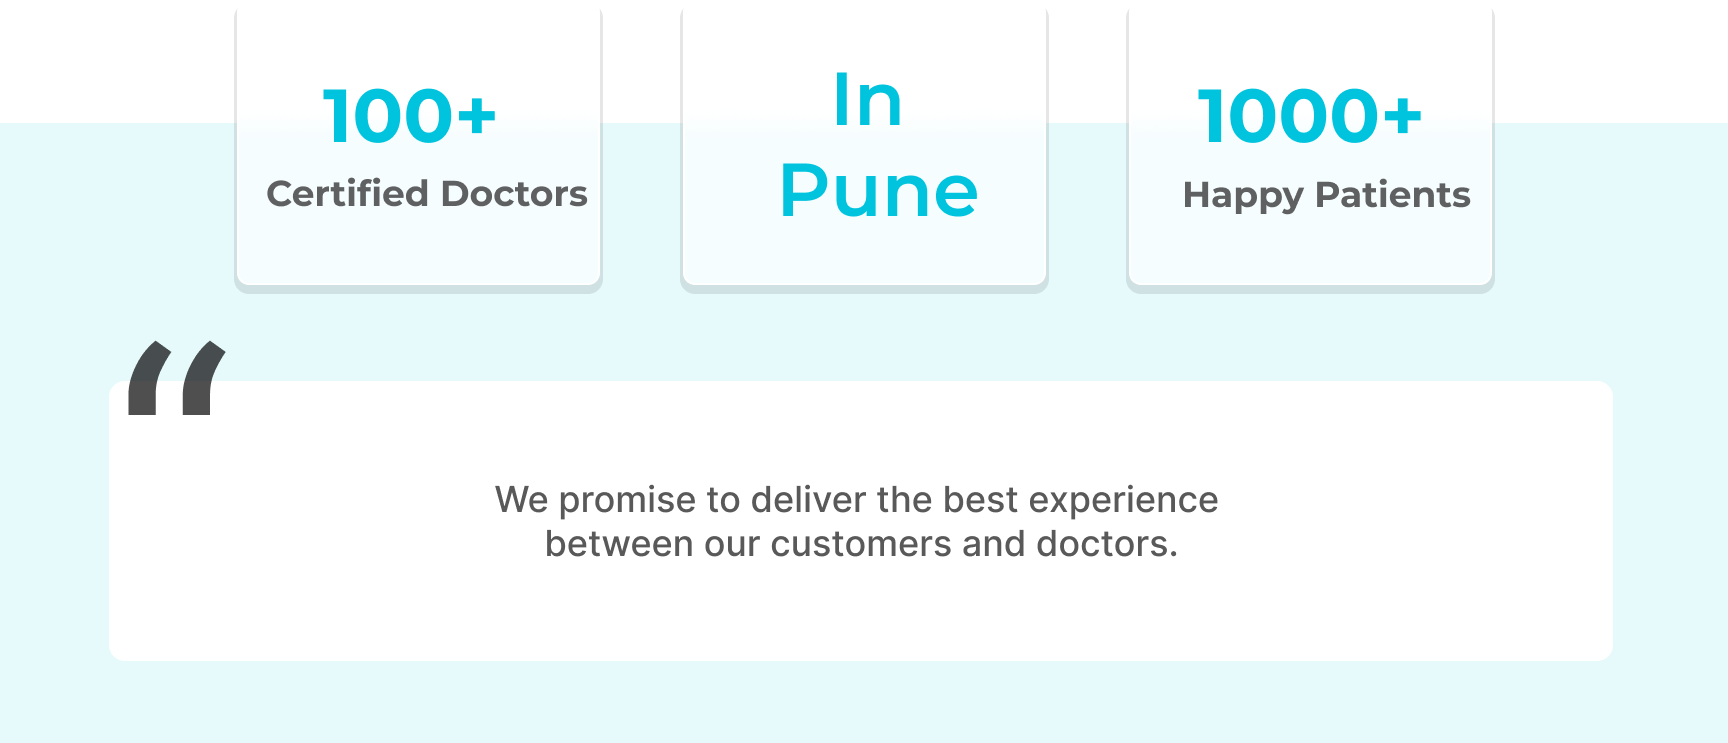 100+
Certified Doctors
In
Pune
1000+
Happy Patients
“
We promise to deliver the best experience
between our customers and doctors.